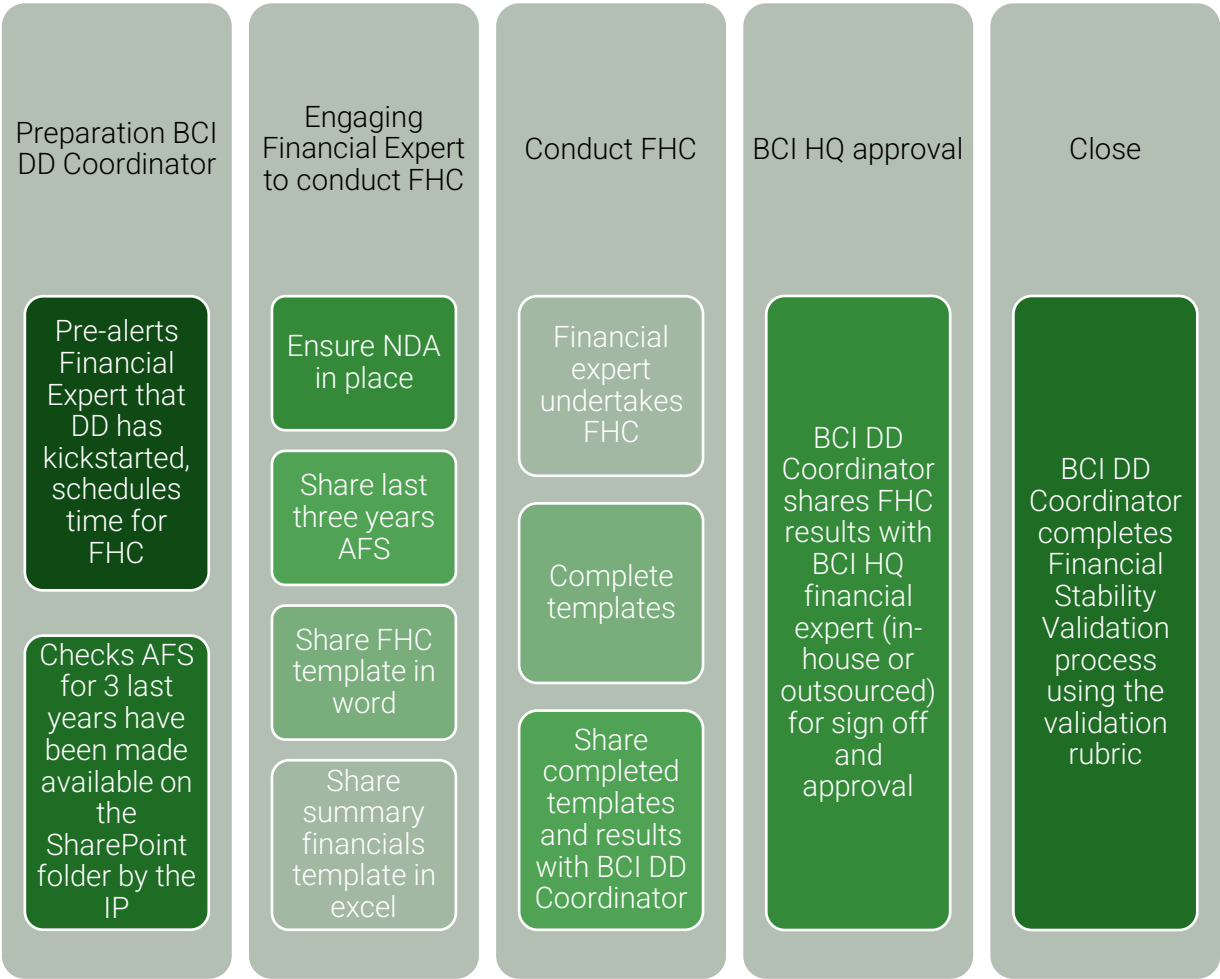 Preparation BCI
DD Coordinator
Pre-alerts
Financial
Expert that
DD has
kickstarted,
schedules
time for
FHC
Checks AFS
for 3 last
years have
been made
available on
the
SharePoint
folder by the
IP
Engaging
Financial Expert
to conduct FHC
Ensure NDA
in place
Share last
three years
AFS
Share FHC
template in
word
Share
summary
financials
template in
excel
Conduct FHC
Financial
expert
undertakes
FHC
Complete
templates
Share
completed
templates
and results
with BCI DD
Coordinator
BCI HQ approval
BCI DD
Coordinator
shares FHC
results with
BCI HQ
financial
expert (in-
house or
outsourced)
for sign off
and
approval
Close
BCI DD
Coordinator
completes
Financial
Stability
Validation
process
using the
validation
rubric